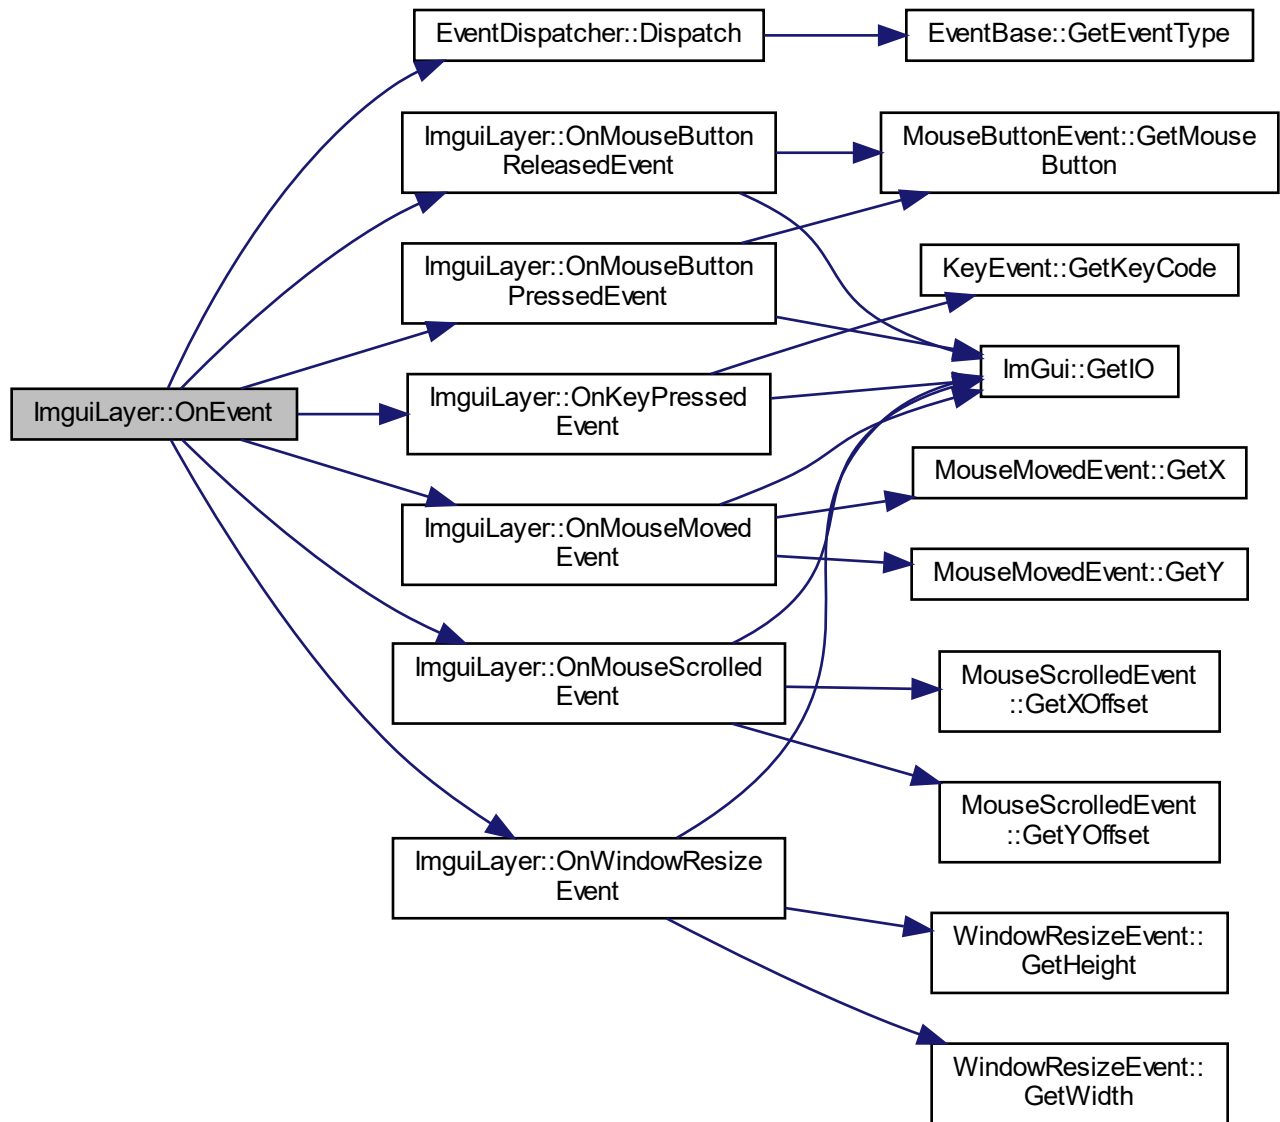 EventDispatcher::Dispatch
EventBase::GetEventType
ImguiLayer::OnMouseButton
ReleasedEvent
MouseButtonEvent::GetMouse
Button
ImguiLayer::OnMouseButton
PressedEvent
KeyEvent::GetKeyCode
ImGui::GetIO
ImguiLayer::OnEvent
ImguiLayer::OnKeyPressed
Event
MouseMovedEvent::GetX
ImguiLayer::OnMouseMoved
Event
MouseMovedEvent::GetY
ImguiLayer::OnMouseScrolled
Event
MouseScrolledEvent
::GetXOffset
MouseScrolledEvent
::GetYOffset
ImguiLayer::OnWindowResize
Event
WindowResizeEvent::
GetHeight
WindowResizeEvent::
GetWidth